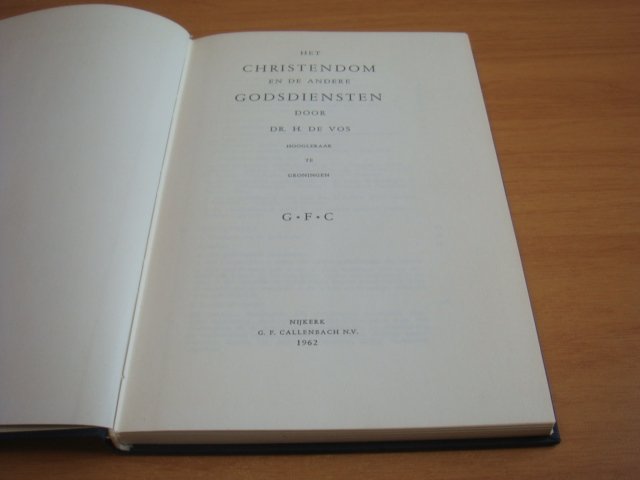 HET
CHRISTENDOM
EN DE ANDERE
GODSDIENSTEN
DOOR
DR. H. DE VOS
HOOGLERAAR
TE
GRONINGEN
G • F • C
NIJKERK
G. F. CALLENBACH N.V.
1962